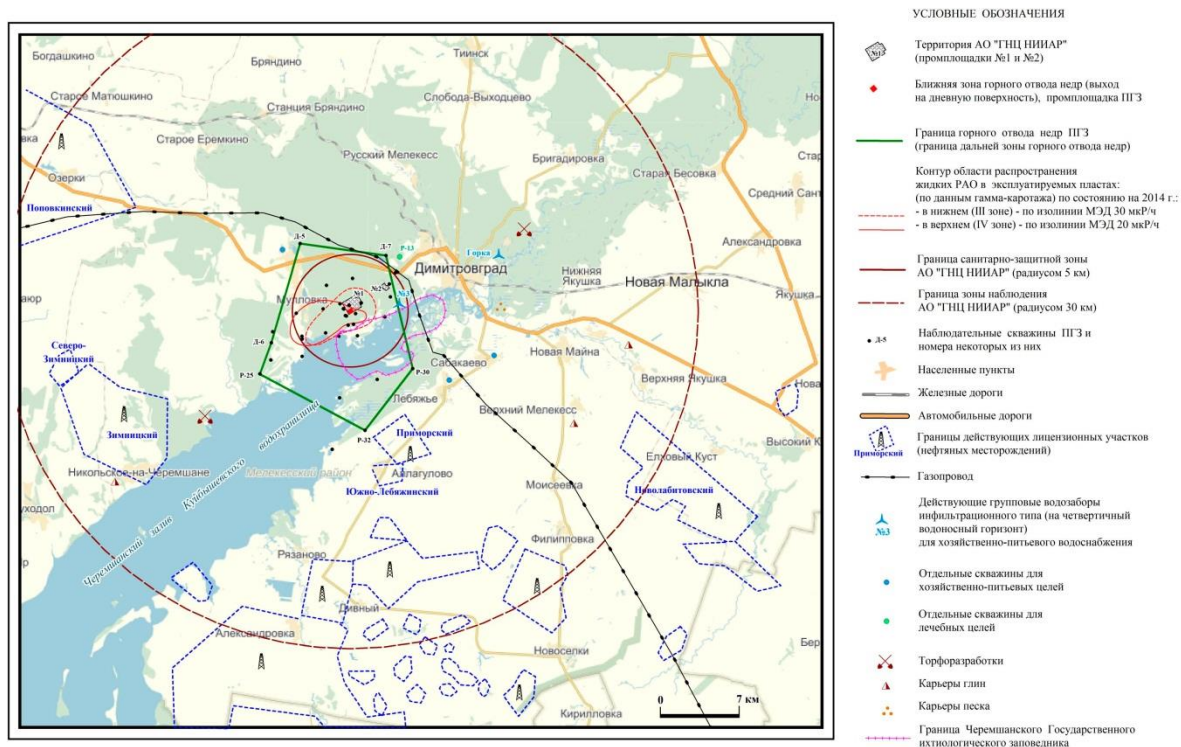 Богдашкино
Бряндино
Тиинск
Старое Матюшкино
Станция Бряндино
Слобода-Выходцево
Старое Еремкино
Русский Мелекесс
Бригадировка
Старая Бесовка
Озерки
Средний Сант
Поповкинский
Александровка
Д-5
Д-7
Р-13
Горка
Димитровград
Нижняя
Якушка
Новая Малыкла
Якушка
Мулловка
№1
№2
№3
Северо-
Зимницкий
Д-6
Р-25
Сабакаево
Р-30
Новая Майна
Верхняя Якушка
Нова
Лебяжье
Верхний Мелекесс
Зимницкий
Р-32
Приморский
Высокий К
Никольское-на-Черемшане
Мелекесский район
Аллагулово
Елховый Куст
Южно-Лебяжинский
Моисеевка
Новолабитовский
Черемшанский залив Куйбышевского водохранилища
Рязаново
Филипповка
Дивный
Александровка
Новоселки
Бер
Кирилловка
0 7 км
УСЛОВНЫЕ ОБОЗНАЧЕНИЯ
Территория АО "ГНЦ НИИАР"
(промплощадки №1 и №2)
Ближняя зона горного отвода недр (выход
на дневную поверхность), промплощадка ПГЗ
Граница горного отвода недр ПГЗ
(граница дальней зоны горного отвода недр)
Контур области распространения
жидких РАО в эксплуатируемых пластах:
(по данным гамма-каротажа) по состоянию на 2014 г.:
- в нижнем (III зоне) - по изолинии МЭД 30 мкР/ч
- в верхнем (IV зоне) - по изолинии МЭД 20 мкР/ч
Граница санитарно-защитной зоны
АО "ГНЦ НИИАР" (радиусом 5 км)
Граница зоны наблюдения
АО "ГНЦ НИИАР" (радиусом 30 км)
Д-5
Наблюдательные скважины ПГЗ и
номера некоторых из них
Населенные пункты
Железные дороги
Автомобильные дороги
Приморский
Границы действующих лицензионных участков
(нефтяных месторождений)
Газопровод
№3
Действующие групповые водозаборы
инфильтрационного типа (на четвертичный
водоносный горизонт)
для хозяйственно-питьевого водоснабжения
Отдельные скважины для
хозяйственно-питьевых целей
Отдельные скважины для
лечебных целей
Торфоразработки
Карьеры глин
Карьеры песка
Граница Черемшанского Государственного
ихтиологического заповедника